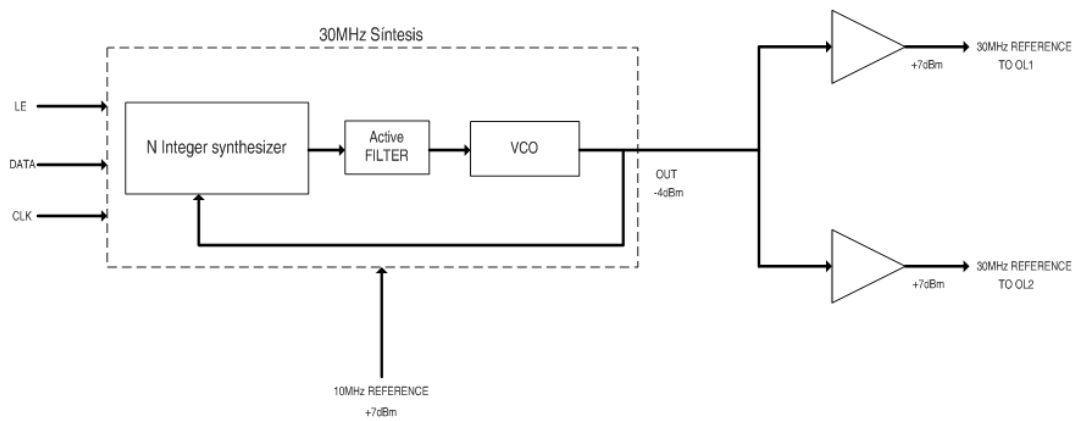 30MHz Síntesis
LE
DATA
CLK
N Integer synthesizer
Active
FILTER
VCO
OUT
-4dBm
+7dBm
30MHz REFERENCE
TO OL1
+7dBm
30MHz REFERENCE
TO OL2
10MHz REFERENCE
+7dBm